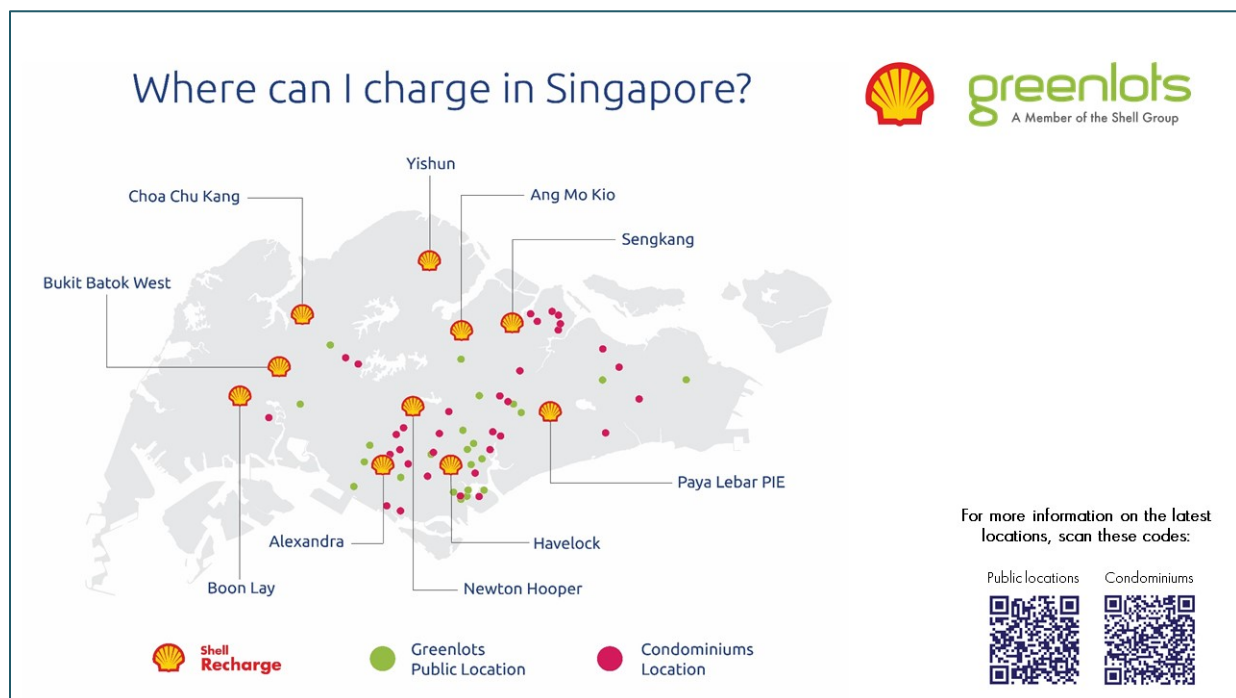 Where can I charge in Singapore?
greenlots
A Member of the Shell Group
Yishun
Choa Chu Kang
Ang Mo Kio
Sengkang
Bukit Batok West
Paya Lebar PIE
Alexandra
Havelock
Boon Lay
Newton Hooper
For more information on the latest
locations, scan these codes:
Public locations
Condominiums
Shell
Recharge
Greenlots
Public Location
Condominiums
Location